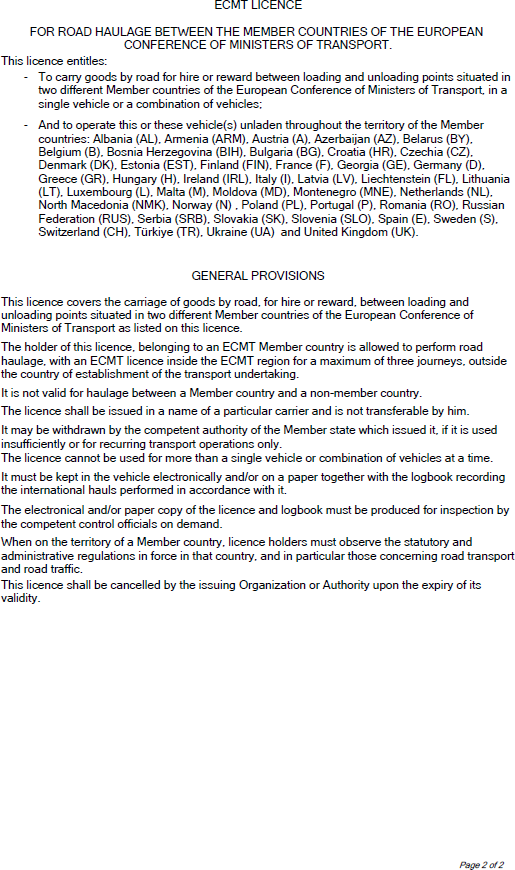 ECMT LICENCE
FOR ROAD HAULAGE BETWEEN THE MEMBER COUNTRIES OF THE EUROPEAN
CONFERENCE OF MINISTERS OF TRANSPORT.
This licence entitles:
- To carry goods by road for hire or reward between loading and unloading points situated in
two different Member countries of the European Conference of Ministers of Transport, in a
single vehicle or a combination of vehicles;
- And to operate this or these vehicle(s) unladen throughout the territory of the Member
countries: Albania (AL), Armenia (ARM), Austria (A), Azerbaijan (AZ), Belarus (BY),
Belgium (B), Bosnia Herzegovina (BIH), Bulgaria (BG), Croatia (HR), Czechia (CZ),
Denmark (DK), Estonia (EST), Finland (FIN), France (F), Georgia (GE), Germany (D),
Greece (GR), Hungary (H), Ireland (IRL), Italy (I), Latvia (LV), Liechtenstein (FL), Lithuania
(LT), Luxembourg (L), Malta (M), Moldova (MD), Montenegro (MNE), Netherlands (NL),
North Macedonia (NMK), Norway (N) , Poland (PL), Portugal (P), Romania (RO), Russian
Federation (RUS), Serbia (SRB), Slovakia (SK), Slovenia (SLO), Spain (E), Sweden (S),
Switzerland (CH), Türkiye (TR), Ukraine (UA) and United Kingdom (UK).
GENERAL PROVISIONS
This licence covers the carriage of goods by road, for hire or reward, between loading and
unloading points situated in two different Member countries of the European Conference of
Ministers of Transport as listed on this licence.
The holder of this licence, belonging to an ECMT Member country is allowed to perform road
haulage, with an ECMT licence inside the ECMT region for a maximum of three journeys, outside
the country of establishment of the transport undertaking.
It is not valid for haulage between a Member country and a non-member country.
The licence shall be issued in a name of a particular carrier and is not transferable by him.
It may be withdrawn by the competent authority of the Member state which issued it, if it is used
insufficiently or for recurring transport operations only.
The licence cannot be used for more than a single vehicle or combination of vehicles at a time.
It must be kept in the vehicle electronically and/or on a paper together with the logbook recording
the international hauls performed in accordance with it.
The electronical and/or paper copy of the licence and logbook must be produced for inspection by
the competent control officials on demand.
When on the territory of a Member country, licence holders must observe the statutory and
administrative regulations in force in that country, and in particular those concerning road transport
and road traffic.
This licence shall be cancelled by the issuing Organization or Authority upon the expiry of its
validity.
Page 2 of 2